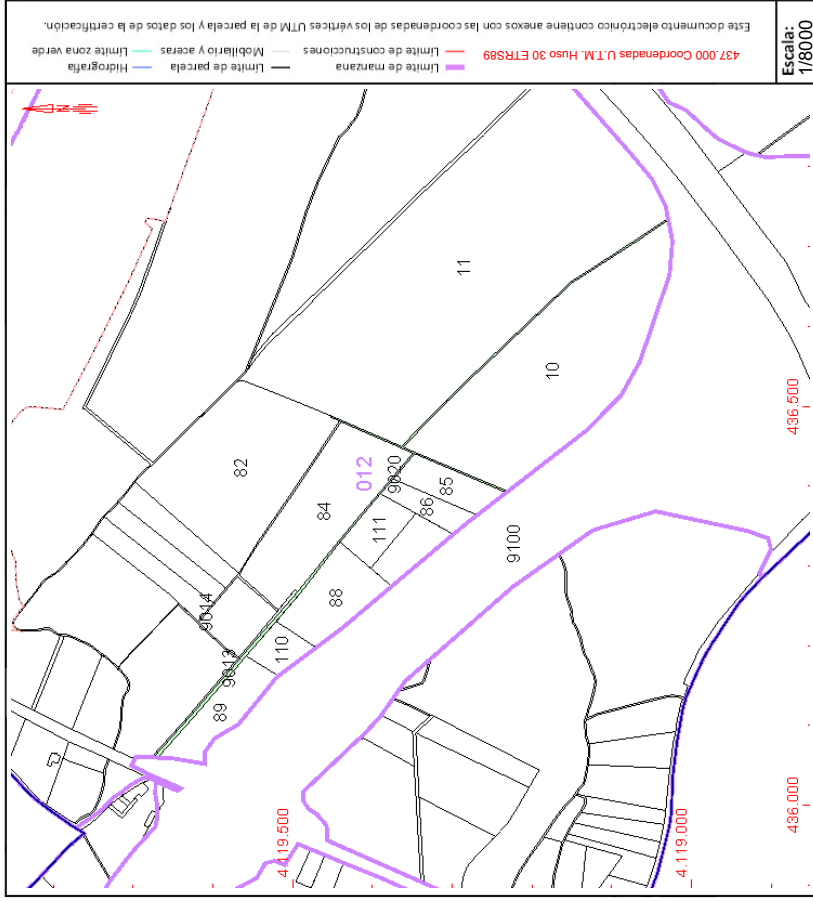 Este documento electrónico contiene anexos con las coordenadas de los vértices UTM de la parcela y los datos de la certificación.
437.000 Coordenadas U.T.M. Huso 30 ETRS89
Límite de manzana
Límite de construcciones
Límite de parcela
Mobiliario y aceras
Hidrografía
Límite zona verde
Escala:
1/8000
N
11
10
82
012
84
9020
85
86
111
9100
9014
88
110
9013
89
4.119.500
4.119.000
436.500
436.000